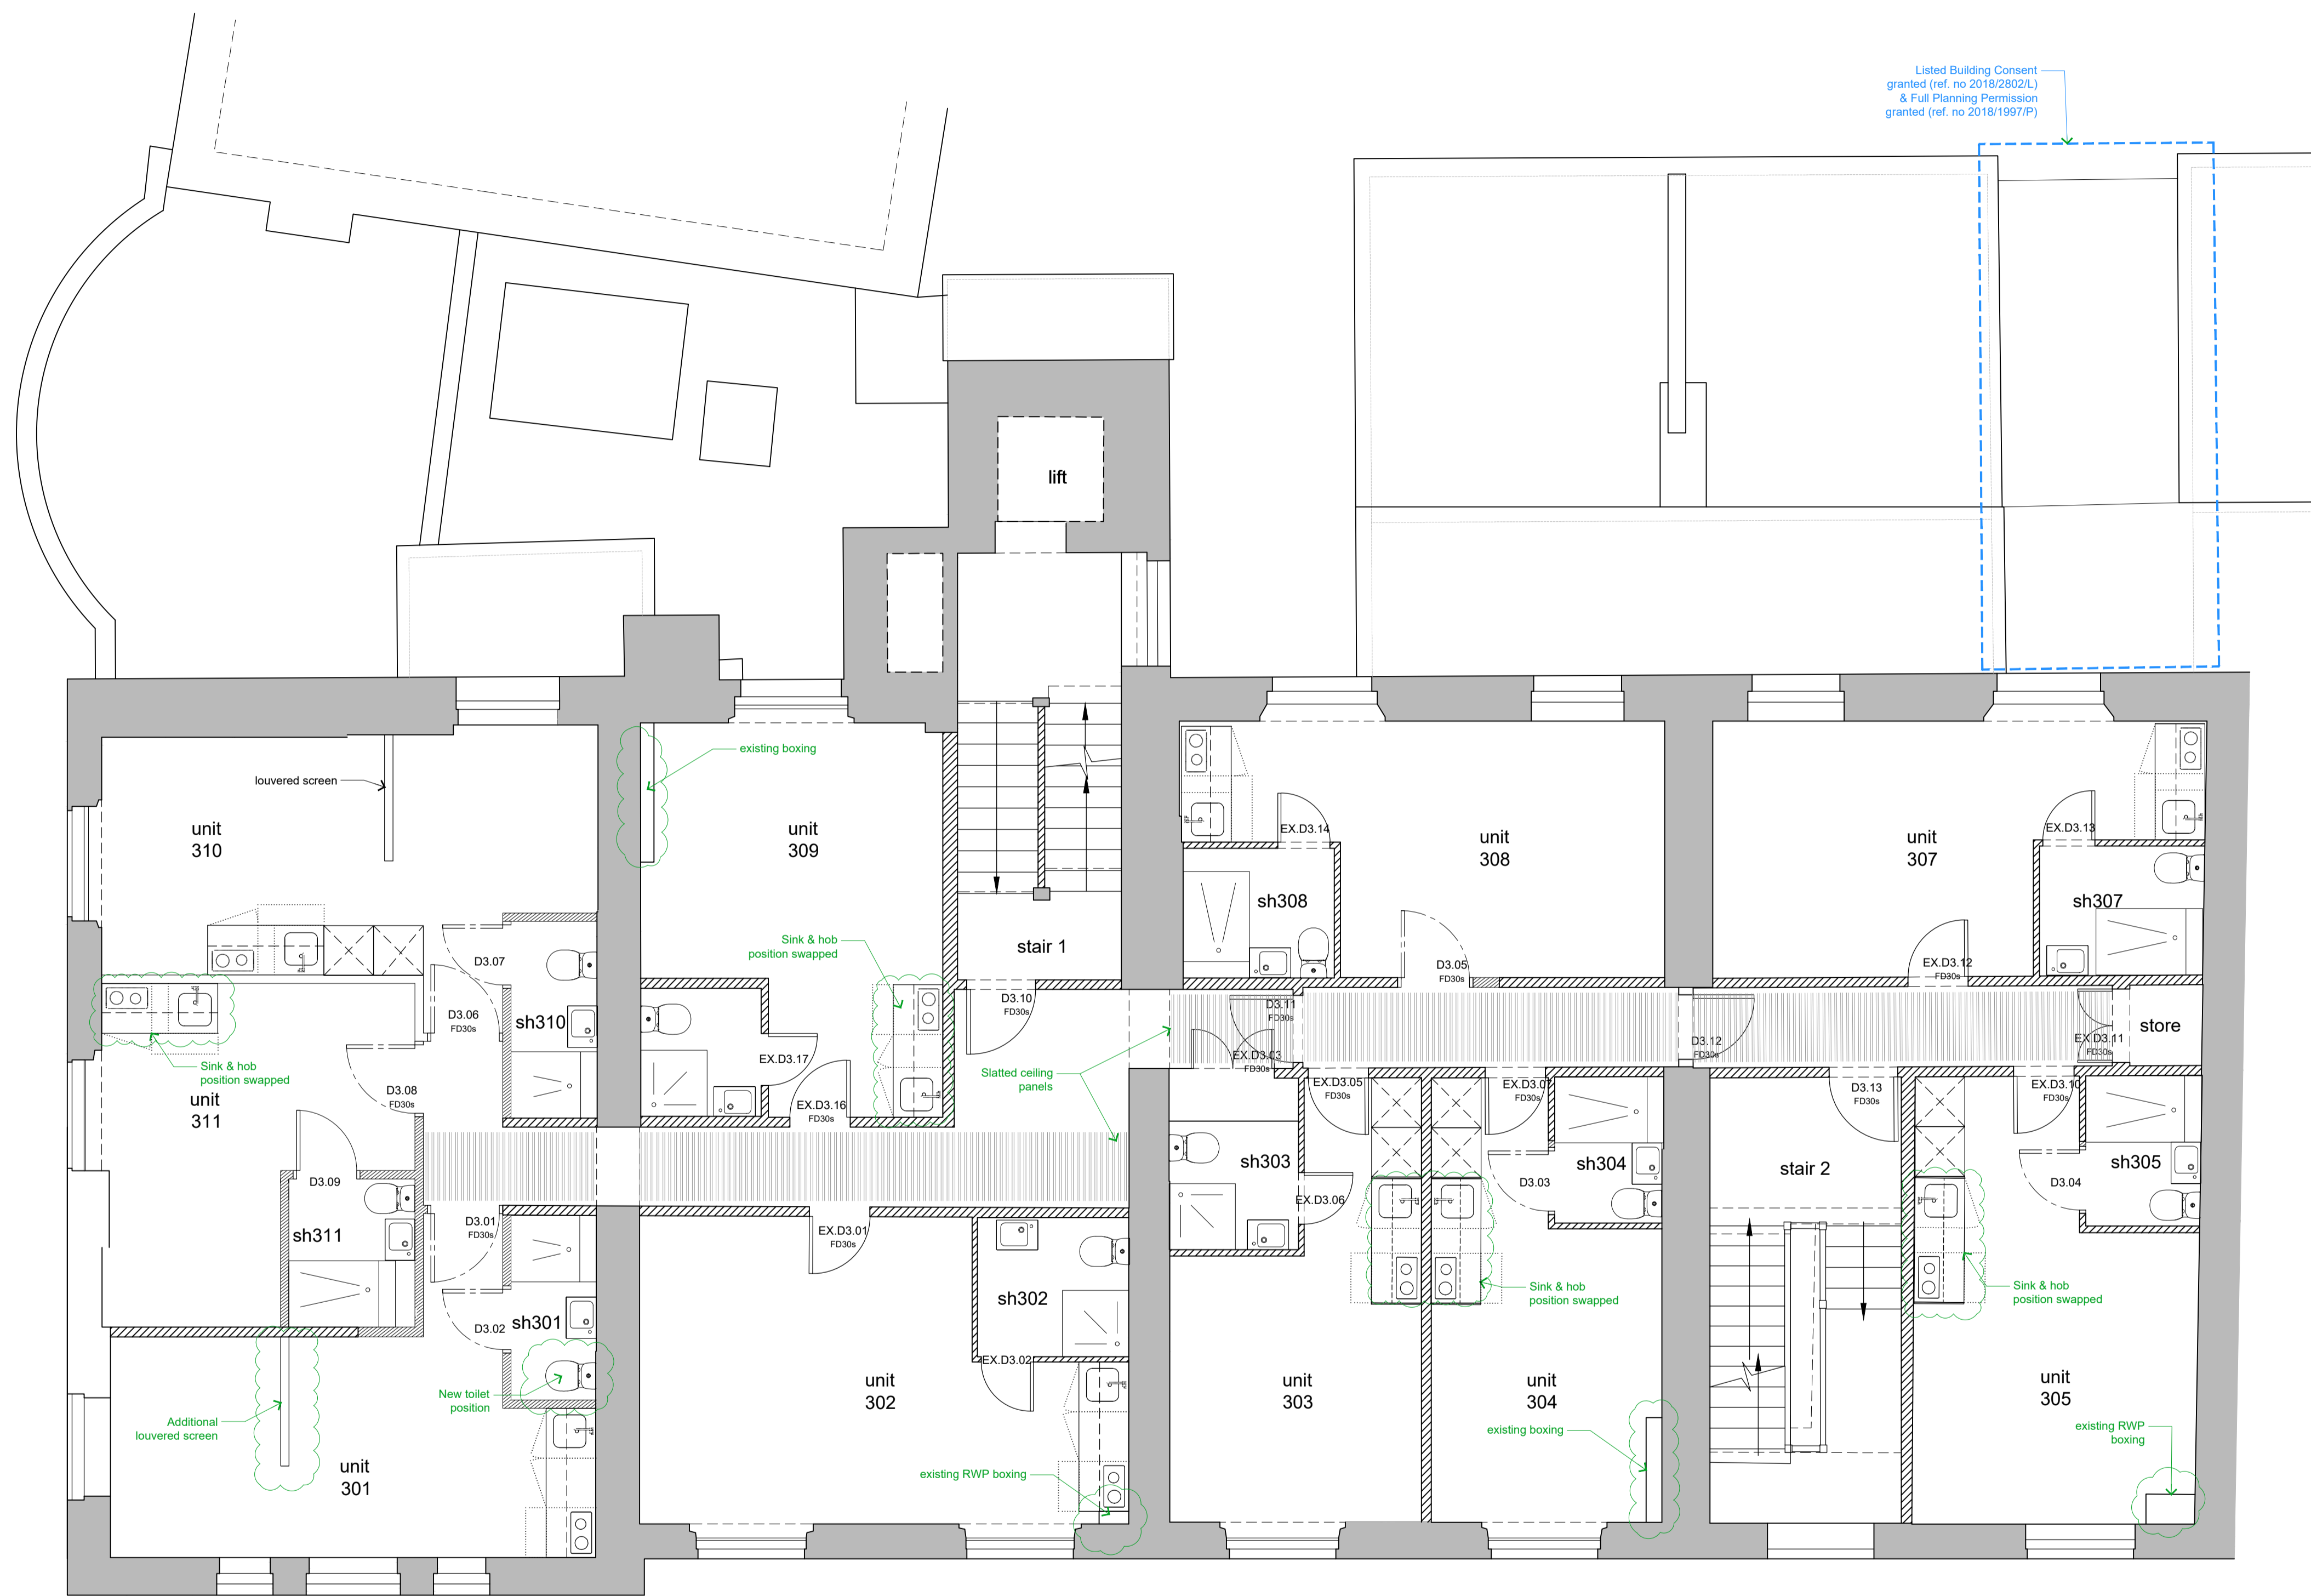 Listed Building Consent
granted (ref. no 2018/2802/L)
& Full Planning Permission
granted (ref. no 2018/1997/P)
lift
existing boxing
louvered screen
unit
310
unit
309
unit
308
unit
307
EX.D3.14
EX.D3.13
sh308
sh307
Sink & hob
position swapped
stair 1
D3.07
D3.05
FD30s
EX.D3.12
FD30s
D3.10
FD30s
D3.11
FD30s
D3.06
FD30s
sh310
store
D3.12
FD30s
EX.D3.11
FD30s
EX.D3.17
EX.D3.03
FD30s
Sink & hob
position swapped
Slatted ceiling
panels
unit
311
D3.08
FD30s
EX.D3.16
FD30s
EX.D3.05
FD30s
EX.D3.07
FD30s
D3.13
FD30s
EX.D3.10
FD30s
sh303
sh304
stair 2
sh305
D3.09
EX.D3.06
D3.03
D3.04
sh311
D3.01
FD30s
EX.D3.01
FD30s
sh302
Sink & hob
position swapped
Sink & hob
position swapped
D3.02
sh301
EX.D3.02
New toilet
position
unit
302
unit
303
unit
304
unit
305
Additional
louvered screen
existing boxing
existing RWP
boxing
unit
301
existing RWP boxing